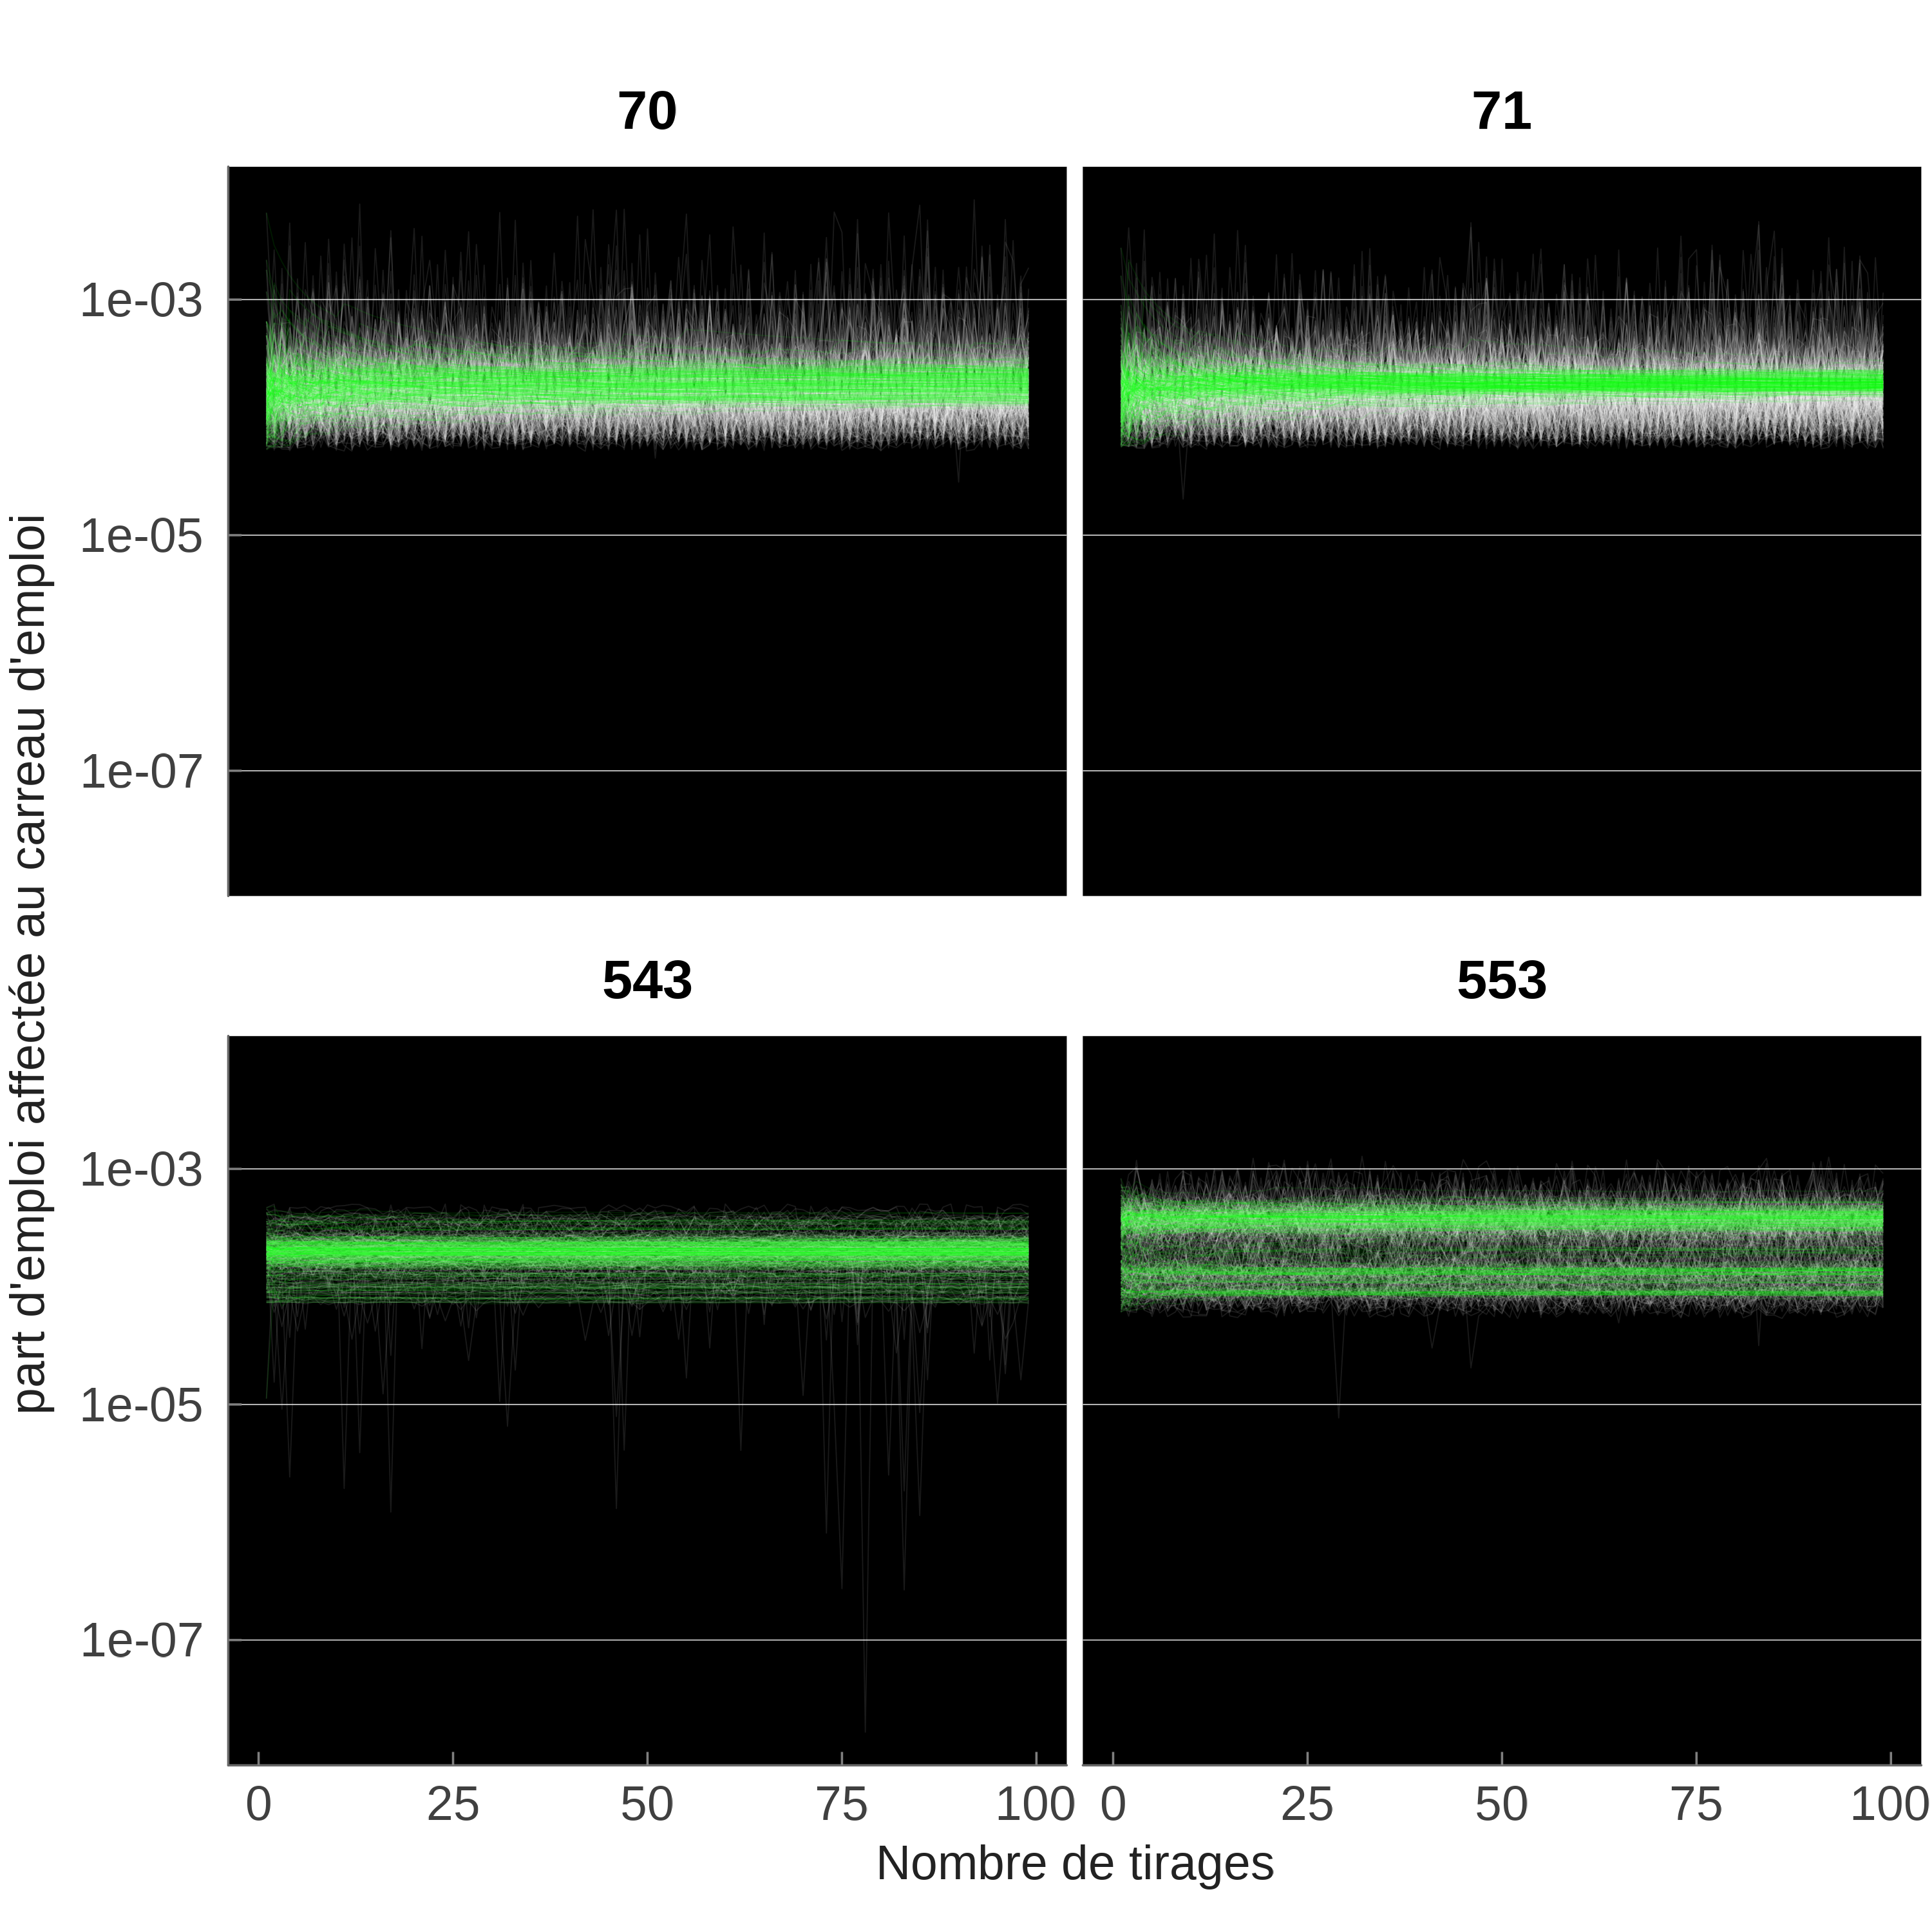 70
71
1e-03
1e-05
1e-07
part d'emploi affectée au carreau d'emploi
543
553
1e-03
1e-05
1e-07
0 25 50 75 100 0 25 50 75 100
Nombre de tirages